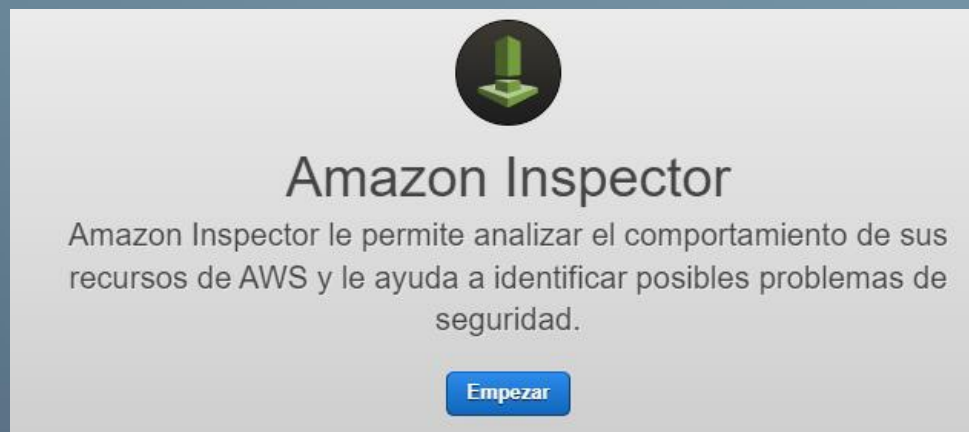 Amazon Inspector
Amazon Inspector le permite analizar el comportamiento de sus
recursos de AWS y le ayuda a identificar posibles problemas de
seguridad.
Empezar